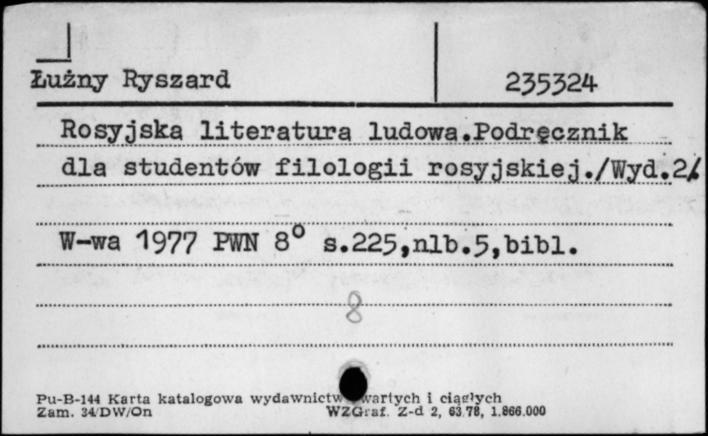 Łużny Ryszard 235324
Rosyjska literatura ludowa.Podręcznik
dla studentów filologii rosyjskiej./Wyd.2/
W-wa 1977 PWN 8° s.225,nlb.5,bibl.
8
Pu-B-144 Karta katalogowa wydawnictw zwartych i ciągłych
Zam. 34/DW/On WZGraf. Z-d 2, 63.78, 1.866.000